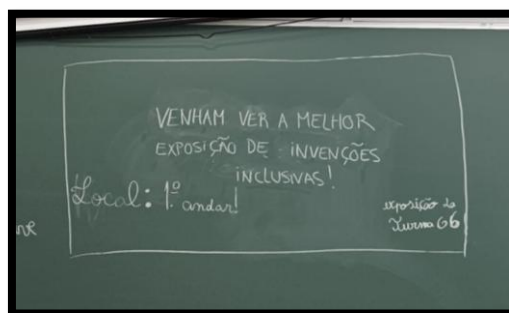 VENHAM VER A MELHOR
EXPOSIÇÃO DE INVENÇÕES
INCLUSIVAS!
Local: 1º andar!
exposição da
Turma 66